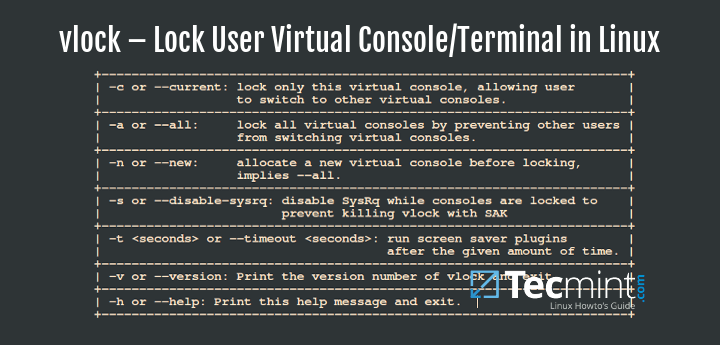 vlock – Lock User Virtual Console/Terminal in Linux
-c or --current: lock only this virtual console, allowing user
to switch to other virtual consoles.
-a or --all: lock all virtual consoles by preventing other users
from switching virtual consoles.
-n or --new: allocate a new virtual console before locking,
implies --all.
-s or --disable-sysrq: disable SysRq while consoles are locked to
prevent killing vlock with SAK
-t <seconds> or --timeout <seconds>: run screen saver plugins
after the given amount of time.
-v or --version: Print the version number of vlock and exit.
-h or --help: Print this help message and exit.
Tecmint.com
Linux Howto's Guide